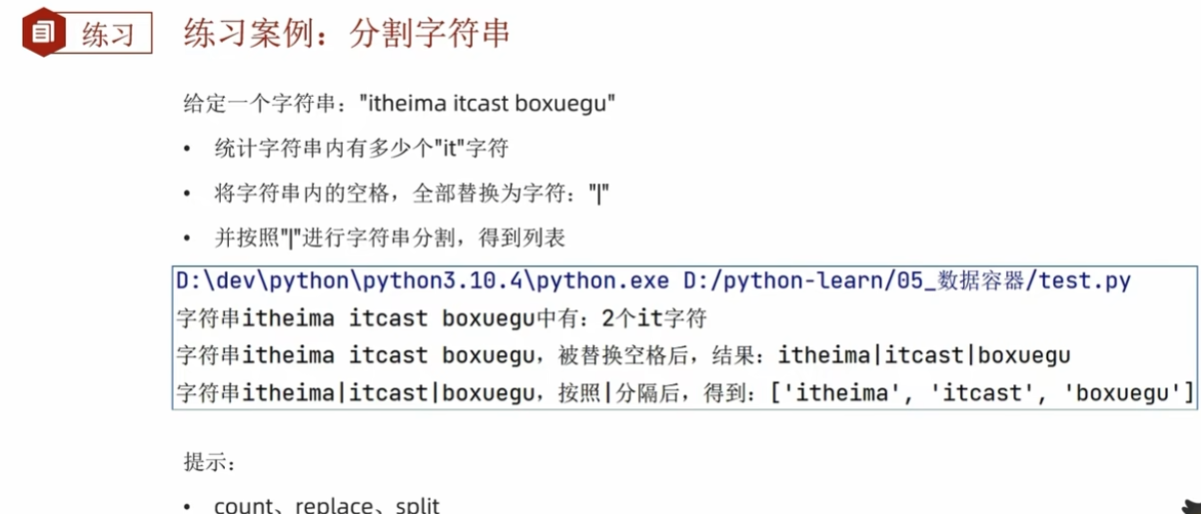 练习
练习案例：分割字符串
给定一个字符串："itheima itcast boxuegu"
• 统计字符串内有多少个"it"字符
• 将字符串内的空格，全部替换为字符："|"
• 并按照"|"进行字符串分割，得到列表
D:\dev\python\python3.10.4\python.exe D:/python-learn/05_数据容器/test.py
字符串itheima itcast boxuegu中有：2个it字符
字符串itheima itcast boxuegu，被替换空格后，结果：itheima|itcast|boxuegu
字符串itheima|itcast|boxuegu，按照|分隔后，得到：['itheima', 'itcast', 'boxuegu']
提示：
• count、replace、split